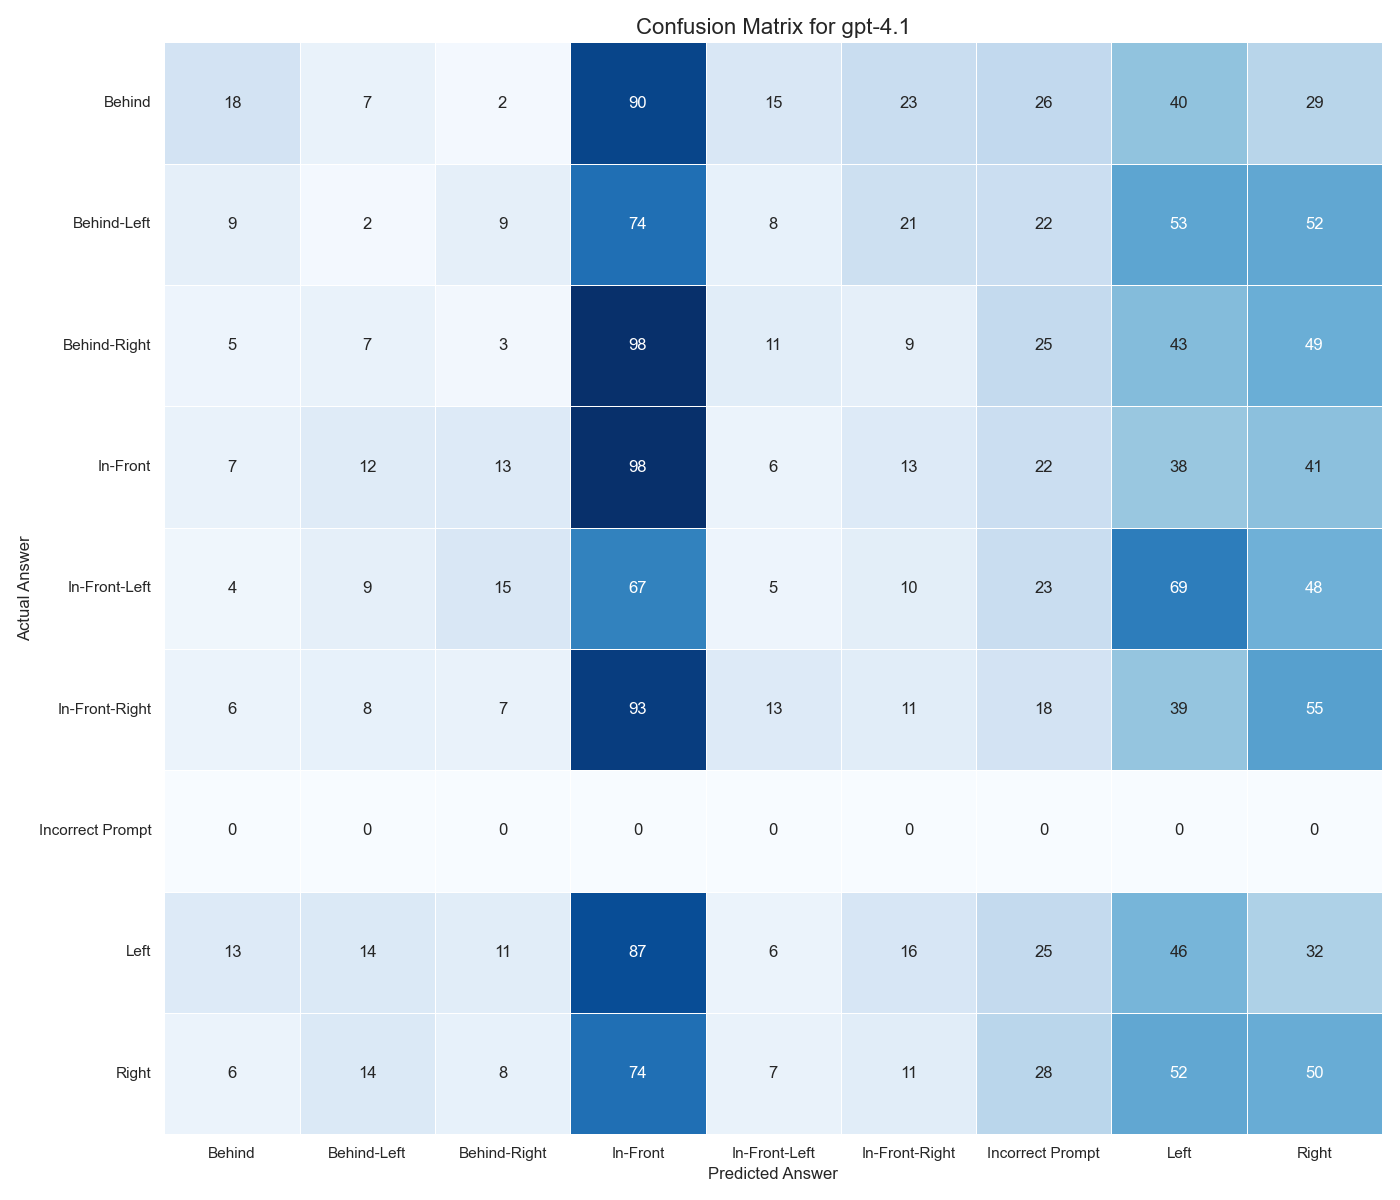 Confusion Matrix for gpt-4.1
Behind 18 7 2 90 15 23 26 40 29
Behind-Left 9 2 9 74 8 21 22 53 52
Behind-Right 5 7 3 98 11 9 25 43 49
In-Front 7 12 13 98 6 13 22 38 41
In-Front-Left 4 9 15 67 5 10 23 69 48
In-Front-Right 6 8 7 93 13 11 18 39 55
Incorrect Prompt 0 0 0 0 0 0 0 0 0
Left 13 14 11 87 6 16 25 46 32
Right 6 14 8 74 7 11 28 52 50
Actual Answer
Behind Behind-Left Behind-Right In-Front In-Front-Left In-Front-Right Incorrect Prompt Left Right
Predicted Answer